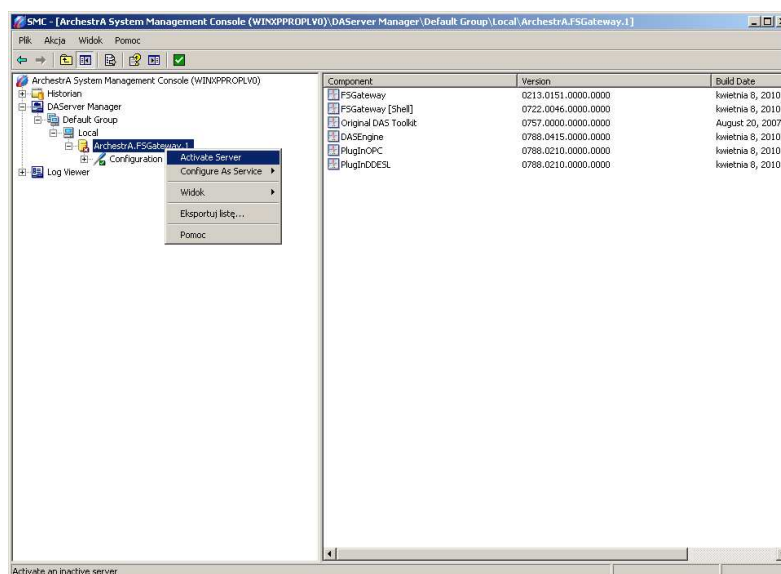 SMC - [ArchestrA System Management Console (WINXPPROPLV0)\DAServer Manager\Default Group\Local\ArchestrA.FSGateway.1]
Plik Akcja Widok Pomoc
ArchestrA System Management Console (WINXPPROPLV0)
Historian
DAServer Manager
Default Group
Local
ArchestrA.FSGateway.1
Configuration
Log Viewer
Activate Server
Configure As Service
Widok
Eksportuj listę...
Pomoc
Component Version Build Date
FSGateway 0213.0151.0000.0000 kwietnia 8, 2010
FSGateway [Shell] 0722.0046.0000.0000 kwietnia 8, 2010
Original DAS Toolkit 0757.0000.0000.0000 August 20, 2007
DASEngine 0788.0415.0000.0000 kwietnia 8, 2010
PlugInOPC 0788.0210.0000.0000 kwietnia 8, 2010
PlugInDDESL 0788.0210.0000.0000 kwietnia 8, 2010
Activate an inactive server